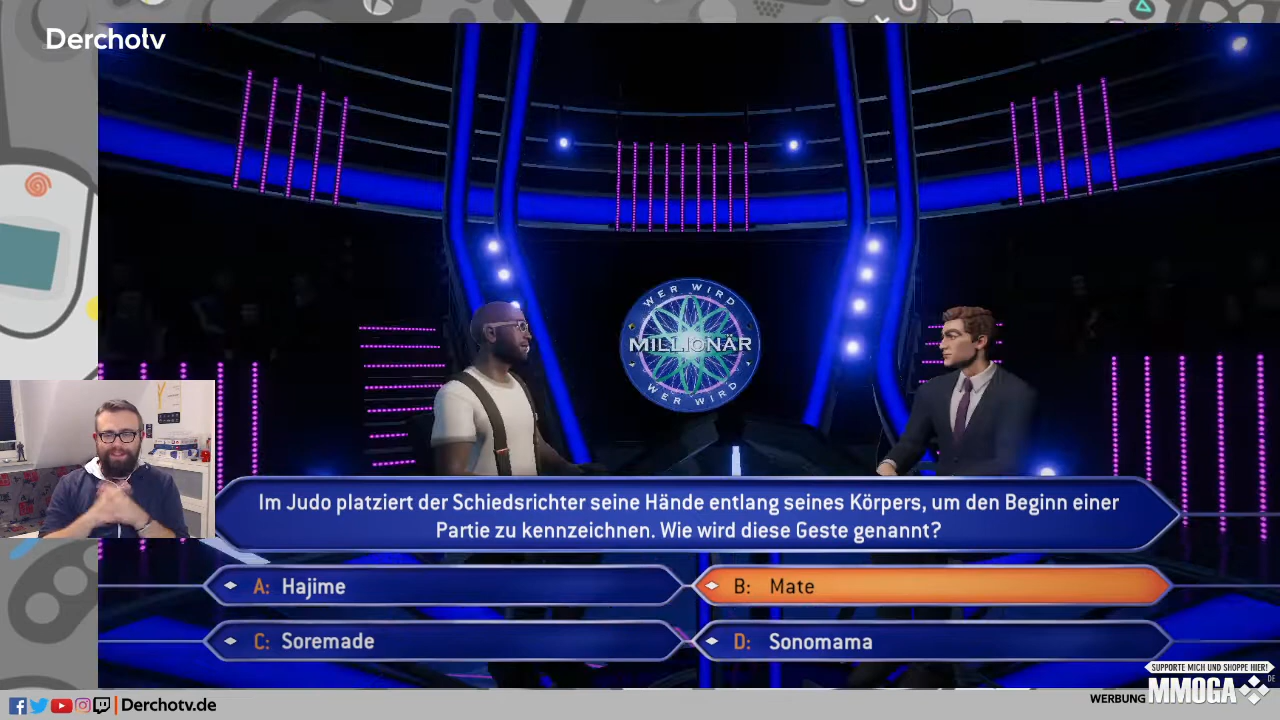 Derchotv
WER WIRD
MILLIONÄR
WER WIRD
Im Judo platziert der Schiedsrichter seine Hände entlang seines Körpers, um den Beginn einer
Partie zu kennzeichnen. Wie wird diese Geste genannt?
A: Hajime
B: Mate
C: Soremade
D: Sonomama
SUPPORTE MICH UND SHOPPE HIER!
WERBUNG MMOGA DE
Derchotv.de